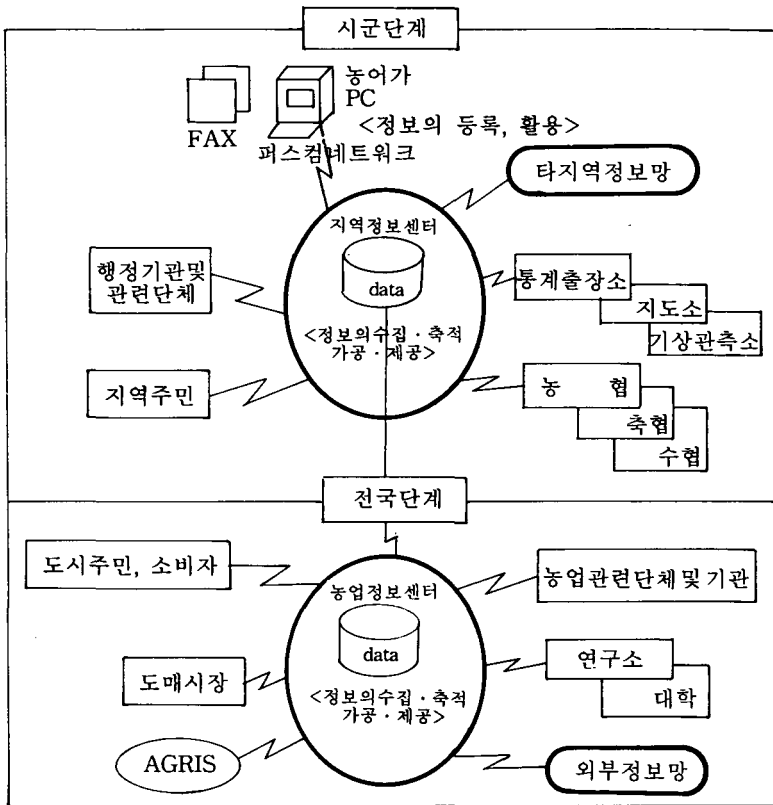 시군단계
농어가
PC
FAX
<정보의 등록, 활용>
퍼스컴네트워크
타지역정보망
지역정보센터
data
<정보의수집·축적
가공·제공>
행정기관및
관련단체
지역주민
통계출장소
지도소
기상관측소
농 협
축협
수협
전국단계
도시주민, 소비자
농업정보센터
data
<정보의수집·축적
가공·제공>
농업관련단체및기관
도매시장
연구소
대학
AGRIS
외부정보망